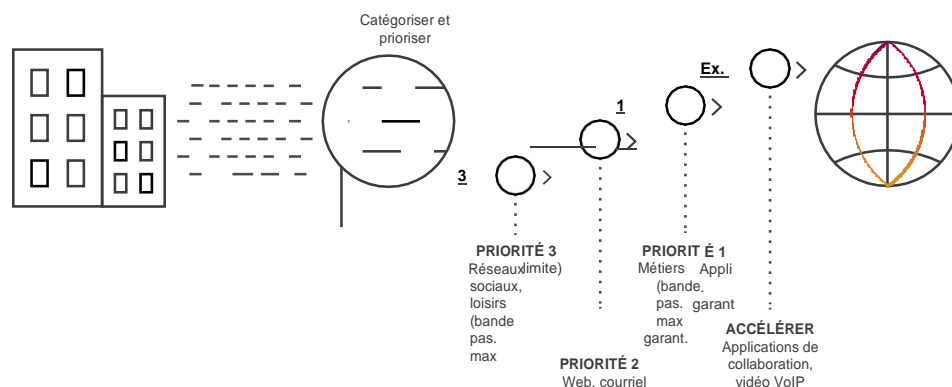 Catégoriser et
prioriser
Ex.
1
3
PRIORITÉ 3
Réseaux limite)
sociaux,
loisirs
(bande
pas.
max
PRIORITÉ 2
Web, courriel
PRIORIT É 1
Métiers Appli
(bande.
pas. garant
max
garant.
ACCÉLÉRER
Applications de
collaboration,
vidéo VoIP